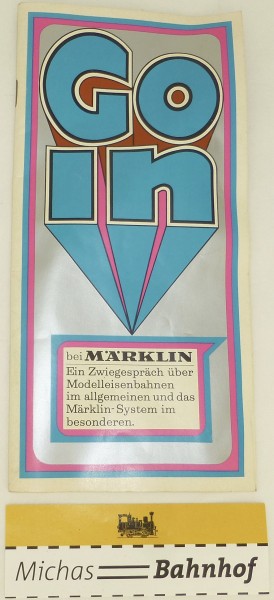 Go
in
bei MÄRKLIN
Ein Zwiegespräch über
Modelleisenbahnen
im allgemeinen und das
Märklin-System im
besonderen.
Michas Bahnhof